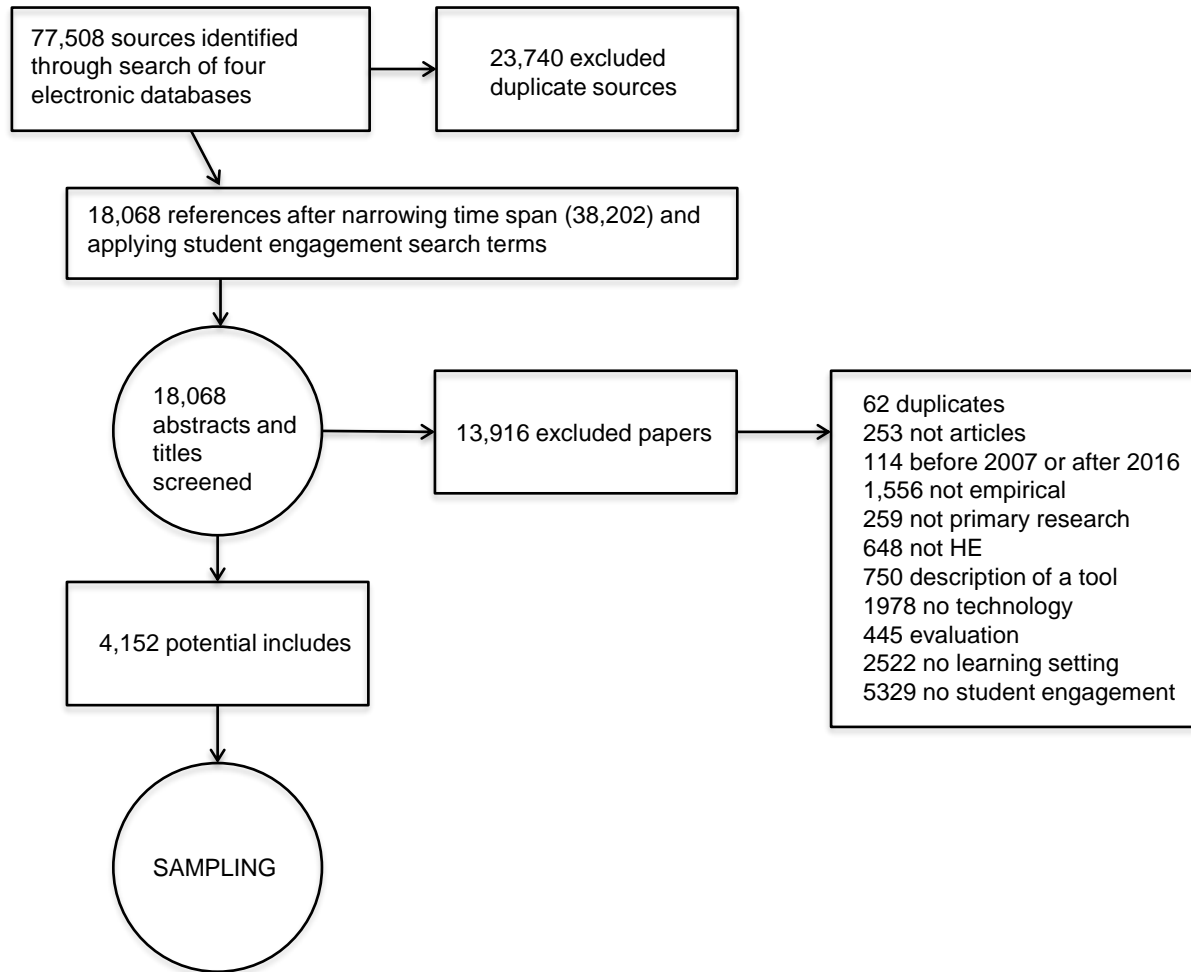 77,508 sources identified
through search of four
electronic databases
23,740 excluded
duplicate sources
18,068 references after narrowing time span (38,202) and
applying student engagement search terms
18,068
abstracts and
titles
screened
13,916 excluded papers
62 duplicates
253 not articles
114 before 2007 or after 2016
1,556 not empirical
259 not primary research
648 not HE
750 description of a tool
1978 no technology
445 evaluation
2522 no learning setting
5329 no student engagement
4,152 potential includes
SAMPLING